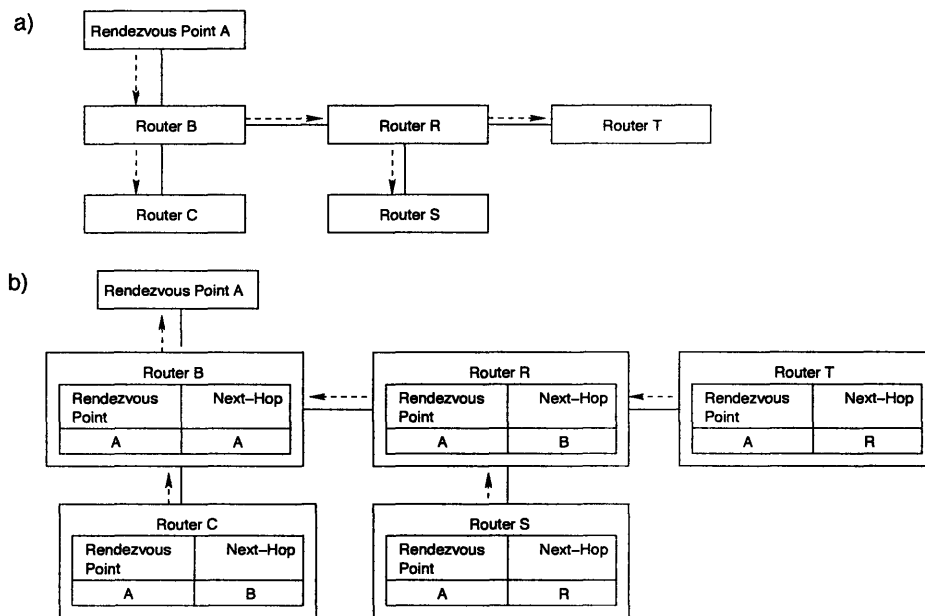 a)
Rendezvous Point A
Router B
Router R
Router T
Router C
Router S
b)
Rendezvous Point A
Router B
Rendezvous Point
Next–Hop
A
A
Router R
Rendezvous Point
Next–Hop
A
B
Router T
Rendezvous Point
Next–Hop
A
R
Router C
Rendezvous Point
Next–Hop
A
B
Router S
Rendezvous Point
Next–Hop
A
R